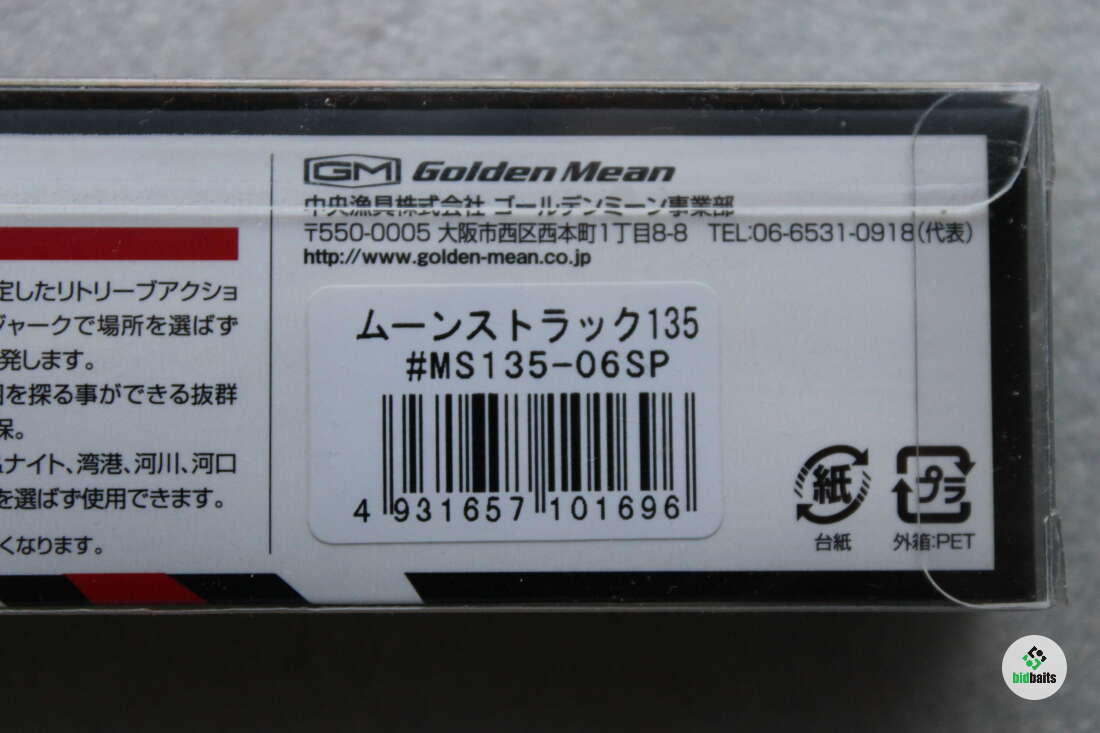 定したリトリーブアクショ
ジャークで場所を選ばず
発します。
を探る事ができる抜群
保。
ナイト、湾港、河川、河口
を選ばず使用できます。
くなります。
GM Golden Mean
中央漁具株式会社 ゴールデンミーン事業部
〒550-0005 大阪市西区西本町1丁目8-8 TEL:06-6531-0918(代表)
http://www.golden-mean.co.jp
ムーンストラック135
#MS135-06SP
4 931657 101696
紙
台紙
プラ
外箱:PET
bidbaits